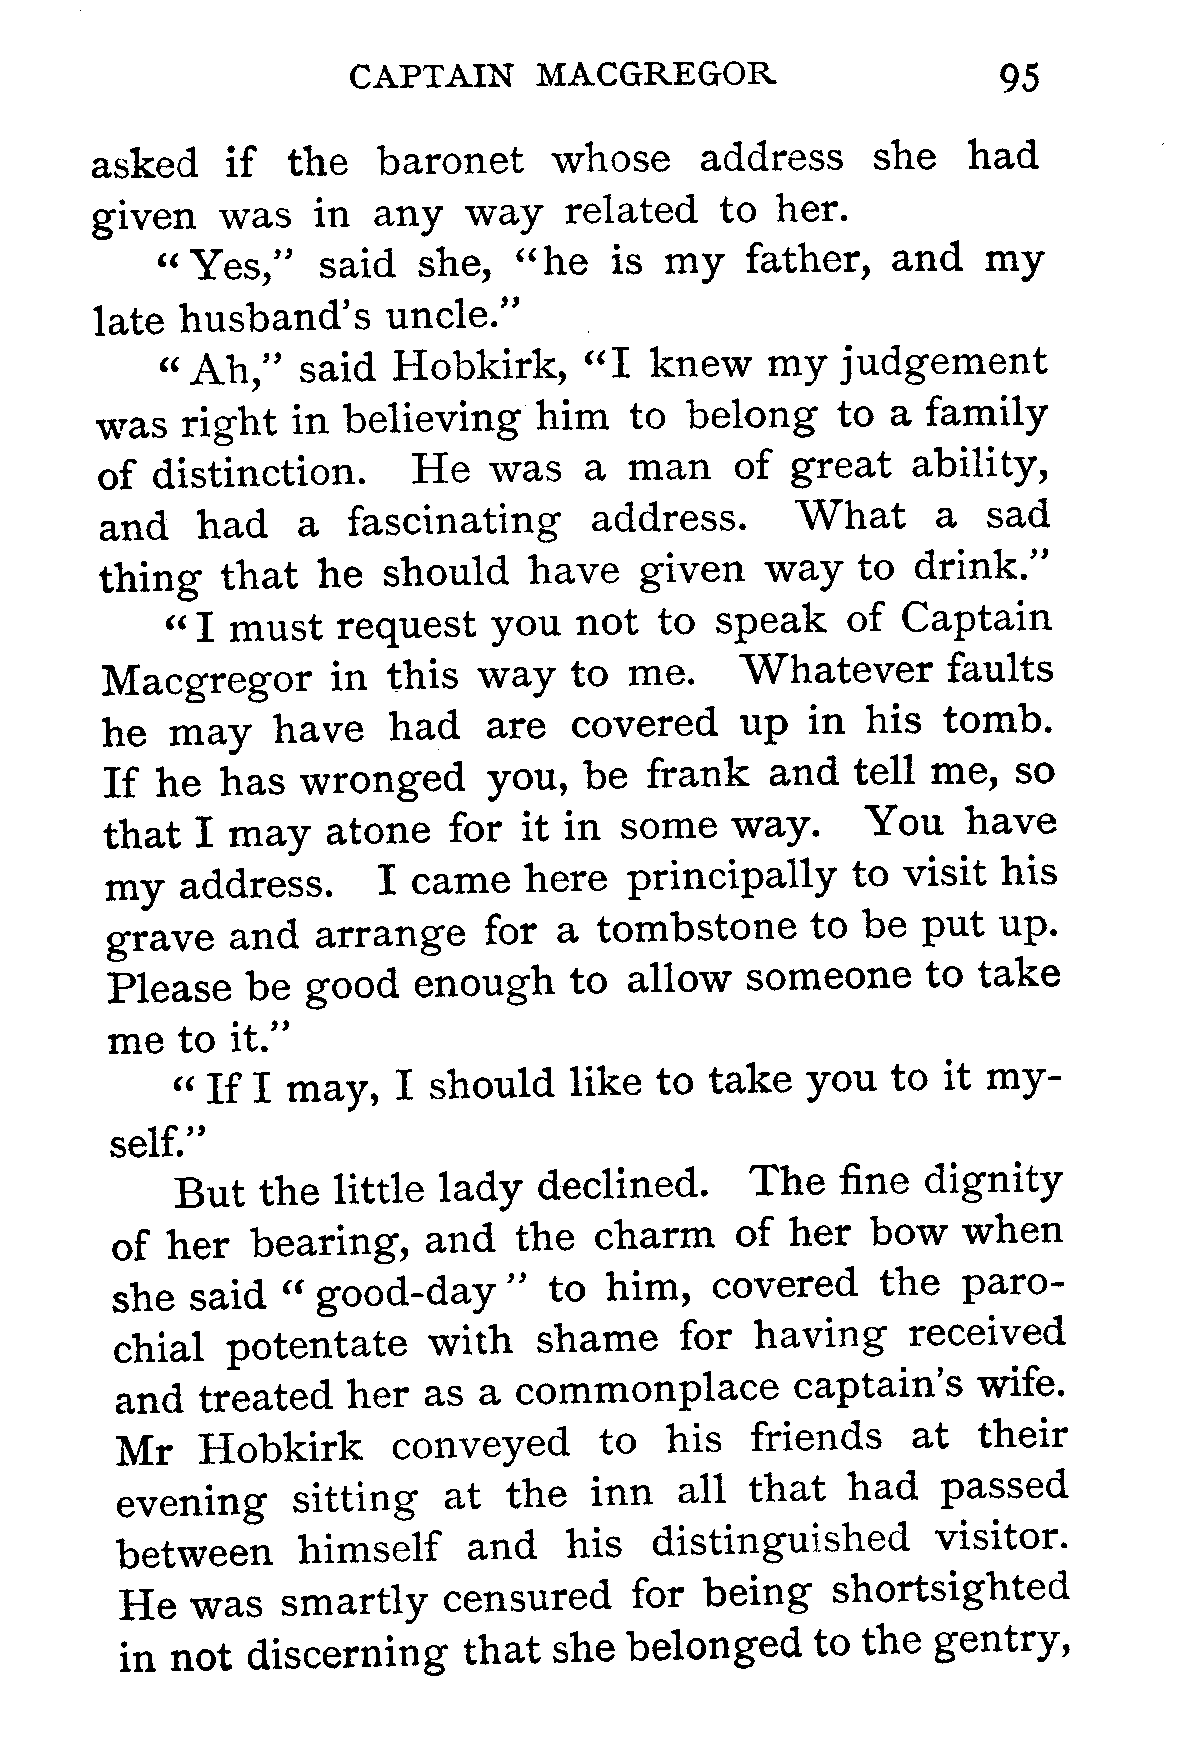 CAPTAIN MACGREGOR 95
asked if the baronet whose address she had
given was in any way related to her.
“Yes,” said she, “he is my father, and my
late husband's uncle.”
“Ah,” said Hobkirk, “I knew my judgement
was right in believing him to belong to a family
of distinction. He was a man of great ability,
and had a fascinating address. What a sad
thing that he should have given way to drink.”
“I must request you not to speak of Captain
Macgregor in this way to me. Whatever faults
he may have had are covered up in his tomb.
If he has wronged you, be frank and tell me, so
that I may atone for it in some way. You have
my address. I came here principally to visit his
grave and arrange for a tombstone to be put up.
Please be good enough to allow someone to take
me to it.”
“If I may, I should like to take you to it my-
self.”
But the little lady declined. The fine dignity
of her bearing, and the charm of her bow when
she said “good-day” to him, covered the paro-
chial potentate with shame for having received
and treated her as a commonplace captain's wife.
Mr Hobkirk conveyed to his friends at their
evening sitting at the inn all that had passed
between himself and his distinguished visitor.
He was smartly censured for being shortsighted
in not discerning that she belonged to the gentry,